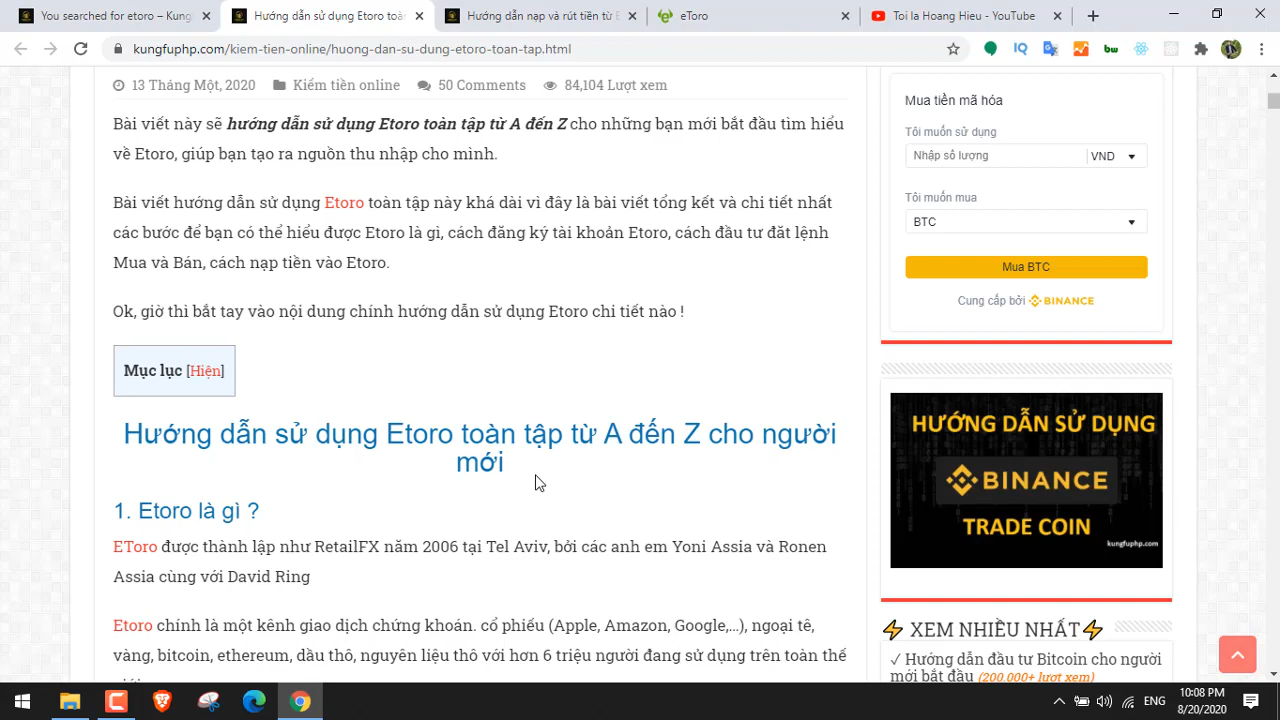 You searched for etoro - K
Hướng dẫn sử dụng Etoro toàn
Hướng dẫn nạp và rút tiền từ E
eToro
Toi La Hoang Hieu - YouTube
kungfuphp.com/kiem-tien-online/huong-dan-su-dung-etoro-toan-tap.html
13 Tháng Một, 2020 Kiếm tiền online 50 Comments 84,104 Lượt xem
Bài viết này sẽ hướng dẫn sử dụng Etoro toàn tập từ A đến Z cho những bạn mới bắt đầu tìm hiểu
về Etoro, giúp bạn tạo ra nguồn thu nhập cho mình.
Bài viết hướng dẫn sử dụng Etoro toàn tập này khá dài vì đây là bài viết tổng kết và chi tiết nhất
các bước để bạn có thể hiểu được Etoro là gì, cách đăng ký tài khoản Etoro, cách đầu tư đăt lệnh
Mua và Bán, cách nạp tiền vào Etoro.
Ok, giờ thì bắt tay vào nội dung chính hướng dẫn sử dụng Etoro chi tiết nào !
Mục lục [Hiện]
Hướng dẫn sử dụng Etoro toàn tập từ A đến Z cho người
mới
1. Etoro là gì ?
EToro được thành lập như RetailFX năm 2006 tại Tel Aviv, bởi các anh em Yoni Assia và Ronen
Assia cùng với David Ring
Etoro chính là một kênh giao dịch chứng khoán. cổ phiếu (Apple, Amazon, Google,...), ngoại tê,
vàng, bitcoin, ethereum, dầu thô, nguyên liệu thô với hơn 6 triệu người đang sử dụng trên toàn thế
Mua tiền mã hóa
Tôi muốn sử dụng
Nhập số lượng VND
Tôi muốn mua
BTC
Mua BTC
Cung cấp bởi BINANCE
HƯỚNG DẪN SỬ DỤNG
BINANCE
TRADE COIN
kungfuphp.com
⚡ XEM NHIỀU NHẤT⚡
✓ Hướng dẫn đầu tư Bitcoin cho người
mới bắt đầu (200.000+ lượt xem)
ENG
10:08 PM
8/20/2020